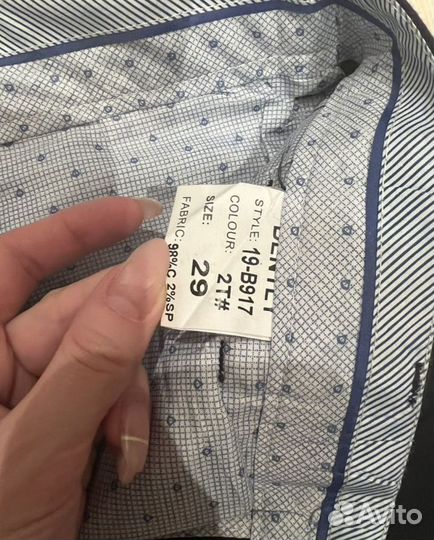 STYLE: 19-B917
COLOUR: 2T#
SIZE: 29
FABRIC: 98%C 2%SP
Avito